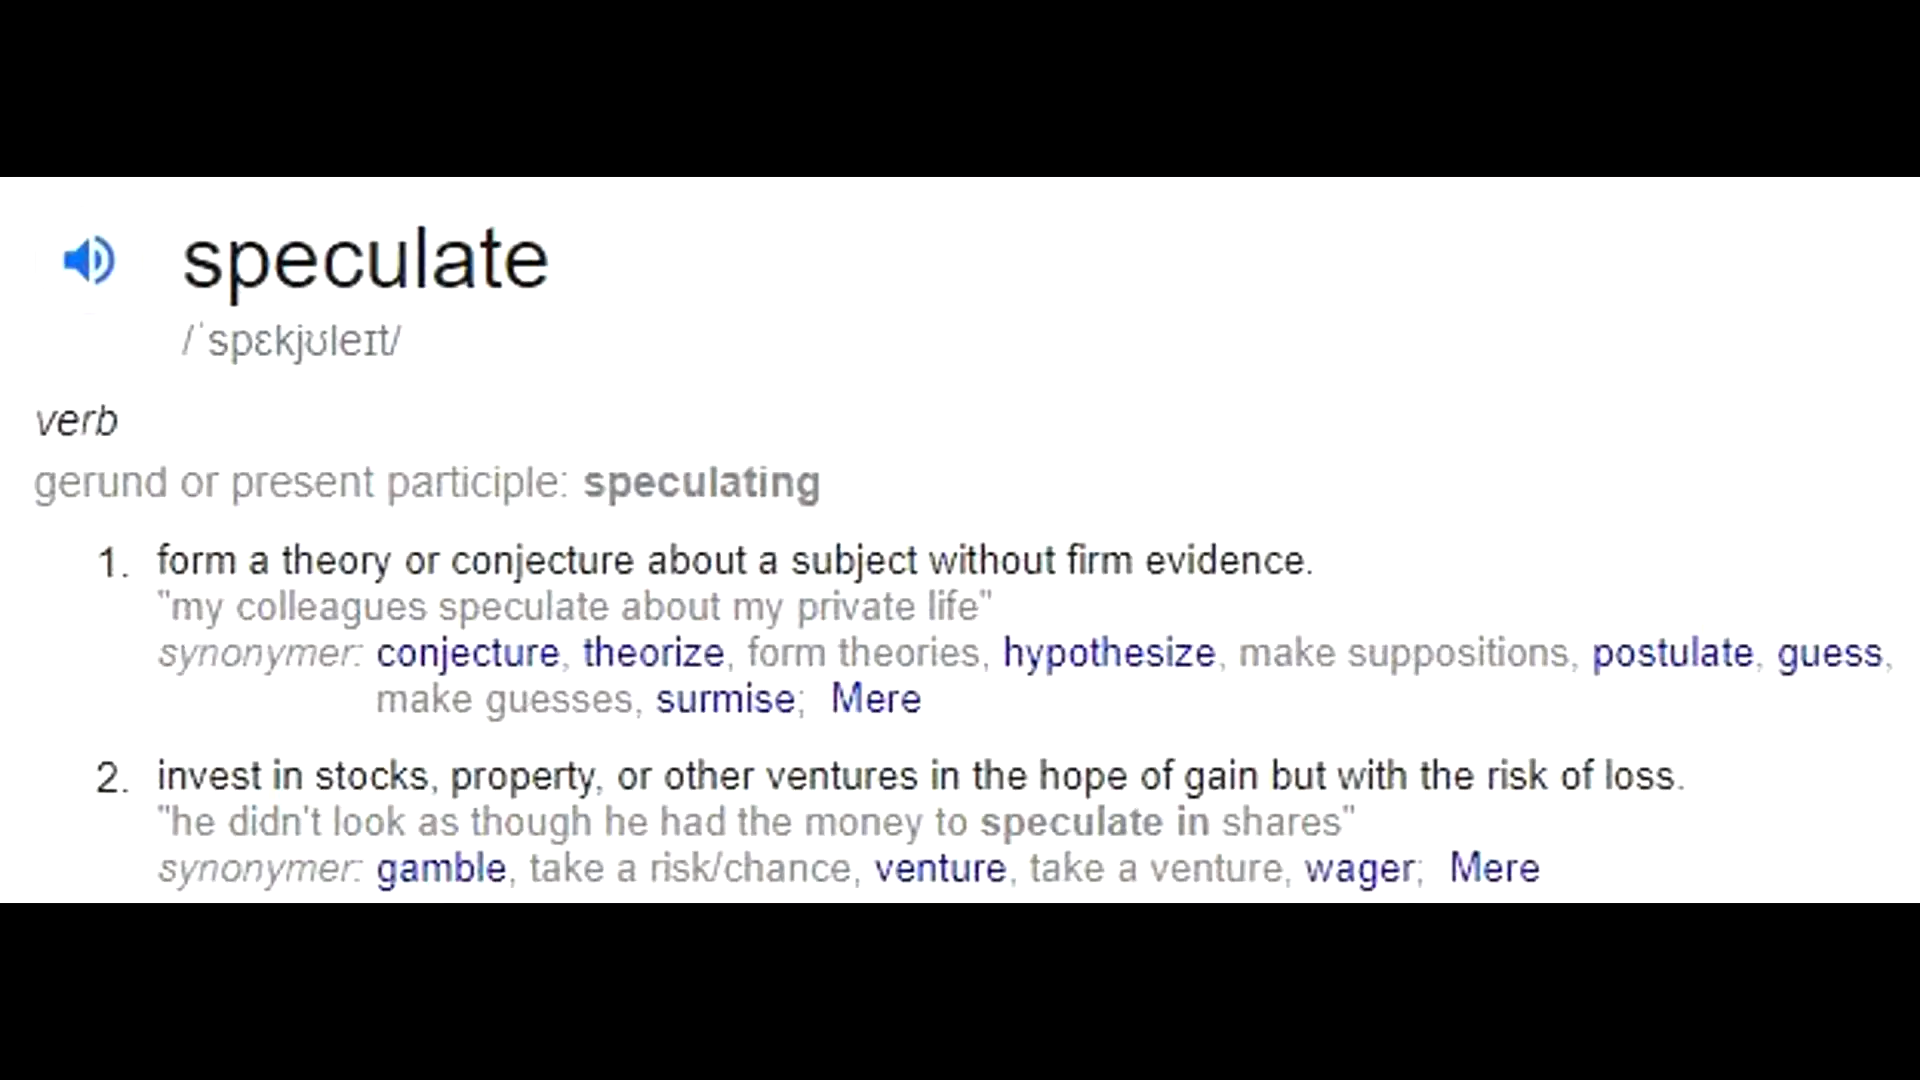 speculate
/ˈspɛkjʊleɪt/
verb
gerund or present participle: speculating
1. form a theory or conjecture about a subject without firm evidence.
"my colleagues speculate about my private life"
synonymer: conjecture, theorize, form theories, hypothesize, make suppositions, postulate, guess,
make guesses, surmise; Mere
2. invest in stocks, property, or other ventures in the hope of gain but with the risk of loss.
"he didn't look as though he had the money to speculate in shares"
synonymer: gamble, take a risk/chance, venture, take a venture, wager; Mere